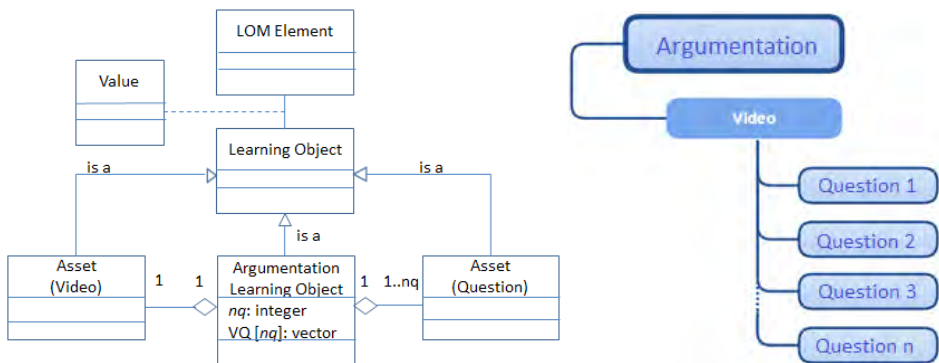 LOM Element
Value
Learning Object
is a
is a
is a
Asset
(Video)
1
1
Argumentation
Learning Object
nq: integer
VQ [nq]: vector
1
1..nq
Asset
(Question)
Argumentation
Video
Question 1
Question 2
Question 3
Question n